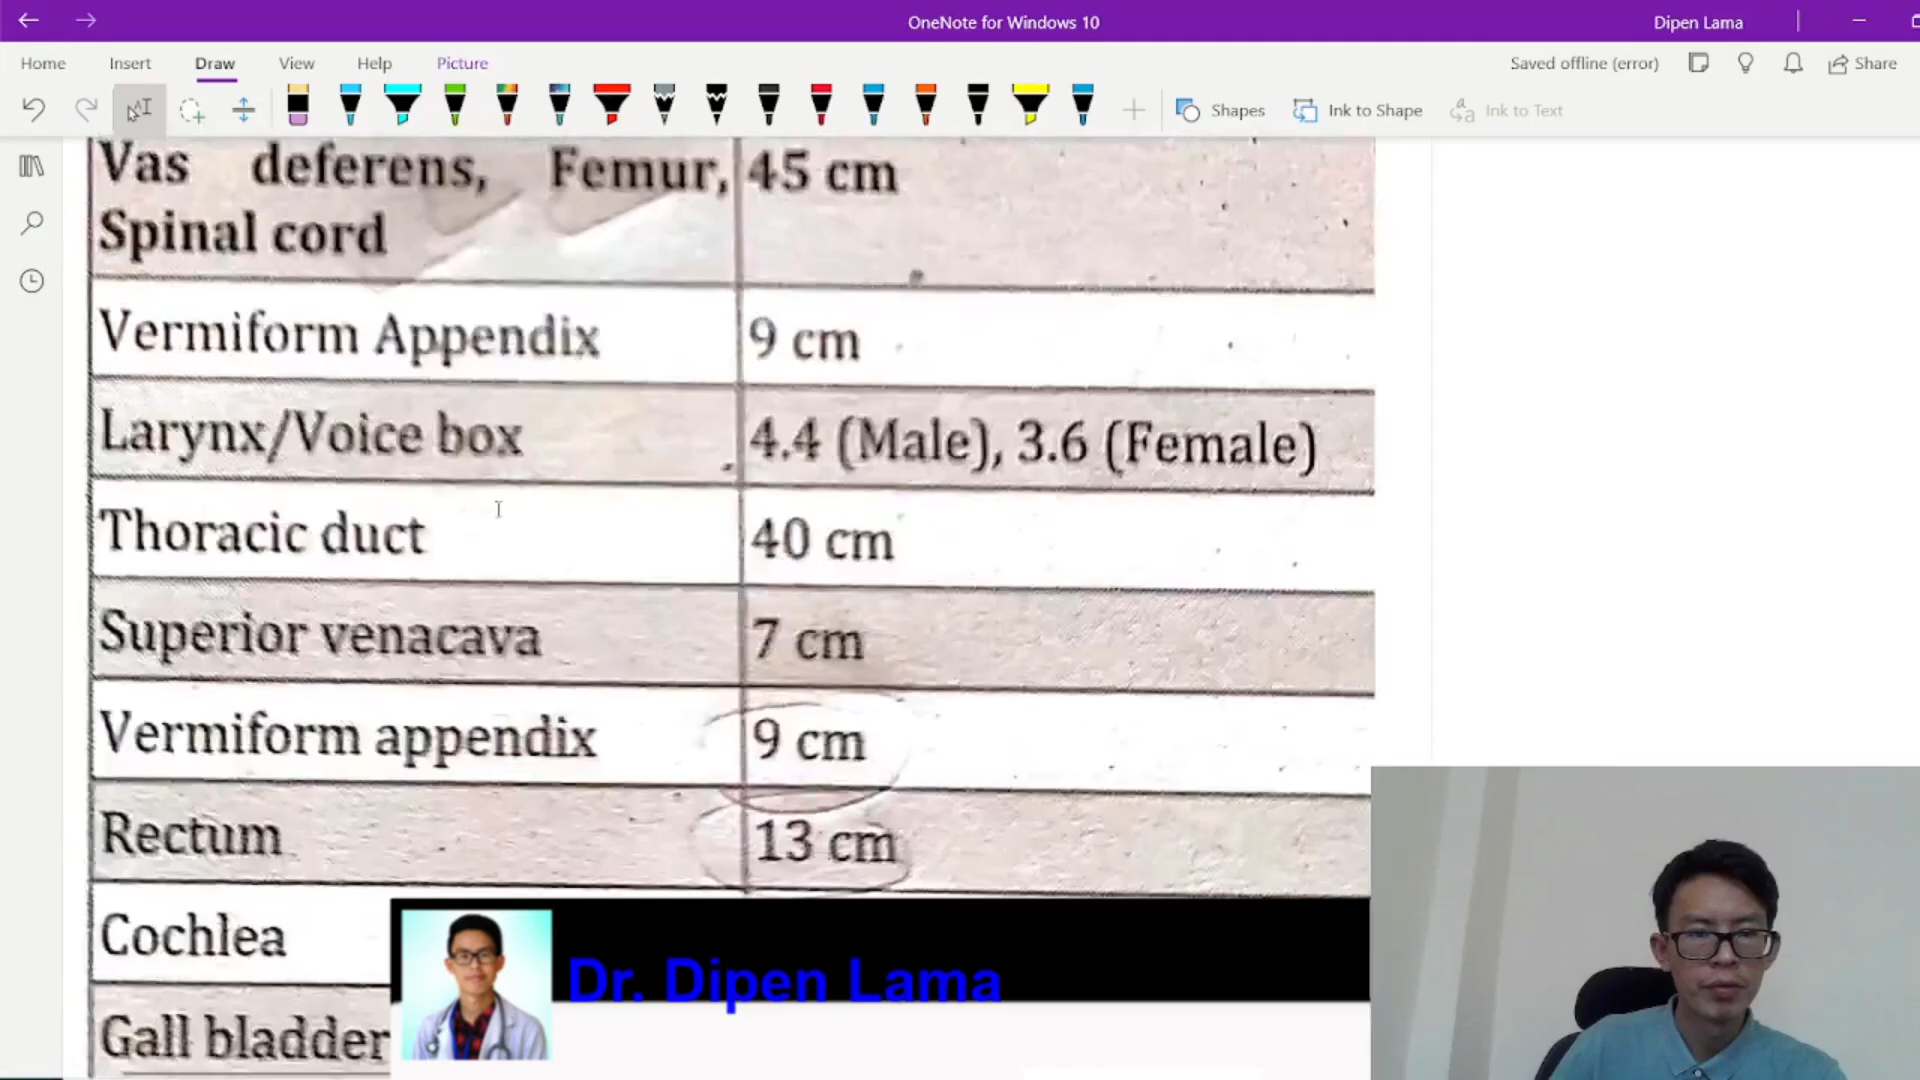 OneNote for Windows 10
Dipen Lama
Home Insert Draw View Help Picture
Saved offline (error) Share
Shapes Ink to Shape Ink to Text
Vas deferens, Femur, 45 cm
Spinal cord
Vermiform Appendix 9 cm
Larynx/Voice box 4.4 (Male), 3.6 (Female)
Thoracic duct 40 cm
Superior venacava 7 cm
Vermiform appendix 9 cm
Rectum 13 cm
Cochlea
Gall bladder
Dr. Dipen Lama